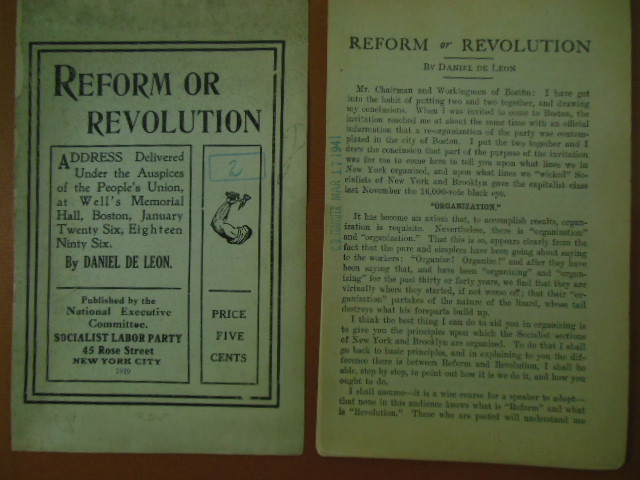 REFORM OR
REVOLUTION
ADDRESS Delivered
Under the Auspices
of the People's Union,
at Well's Memorial
Hall, Boston, January
Twenty Six, Eighteen
Ninty Six.
By DANIEL DE LEON.
2
Published by the
National Executive
Committee.
SOCIALIST LABOR PARTY
45 Rose Street
NEW YORK CITY
1919
PRICE
FIVE
CENTS
REFORM or REVOLUTION
By DANIEL DE LEON
Mr. Chairman and Workingmen of Boston: I have got
into the habit of putting two and two together, and drawing
my conclusions. When I was invited to come to Boston, the
invitation reached me at about the same time with an official
information that a re-organization of the party was contem-
plated in the city of Boston. I put the two together and I
drew the conclusion that part of the purpose of the invitation
was for me to come here to tell you upon what lines we in
New York organized, and upon what lines we "wicked" So-
cialists of New York and Brooklyn gave the capitalist class
last November the 16,000-vote black eye.
"ORGANIZATION."
It has become an axiom that, to accomplish results, organ-
ization is requisite. Nevertheless, there is "organization"
and "organization." That this is so, appears clearly from the
fact that the pure and simplers have been going about saying
to the workers: "Organize! Organize!" and after they have
been saying that, and have been "organizing" and "organ-
izing" for the past thirty or forty years, we find that they are
virtually where they started, if not worse off; that their "or-
ganization" partakes of the nature of the lizard, whose tail
destroys what his foreparts build up.
I think the best thing I can do to aid you in organizing is
to give you the principles upon which the Socialist sections
of New York and Brooklyn are organized. To do that I shall
go back to basic principles, and in explaining to you the dif-
ference there is between Reform and Revolution, I shall be
able, step by step, to point out how it is we do it, and how you
ought to do.
I shall assume—it is a wise course for a speaker to adopt—
that none in this audience knows what is "Reform" and what
is "Revolution." Those who are posted will understand me
MAR 17 1941